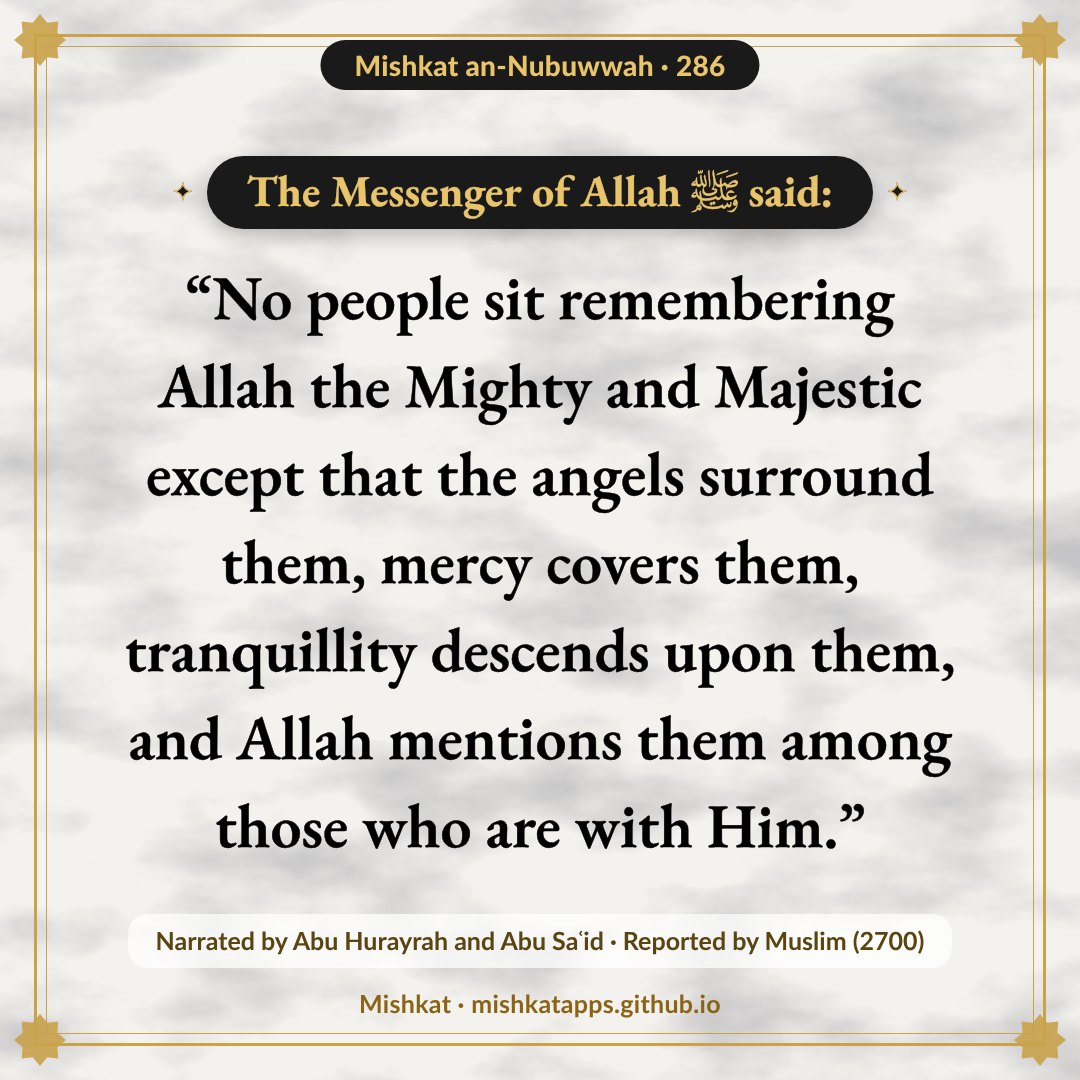 Mishkat an-Nubuwwah · 286
The Messenger of Allah ﷺ said:
“No people sit remembering
Allah the Mighty and Majestic
except that the angels surround
them, mercy covers them,
tranquillity descends upon them,
and Allah mentions them among
those who are with Him.”
Narrated by Abu Hurayrah and Abu Saʿid · Reported by Muslim (2700)
Mishkat · mishkatapps.github.io